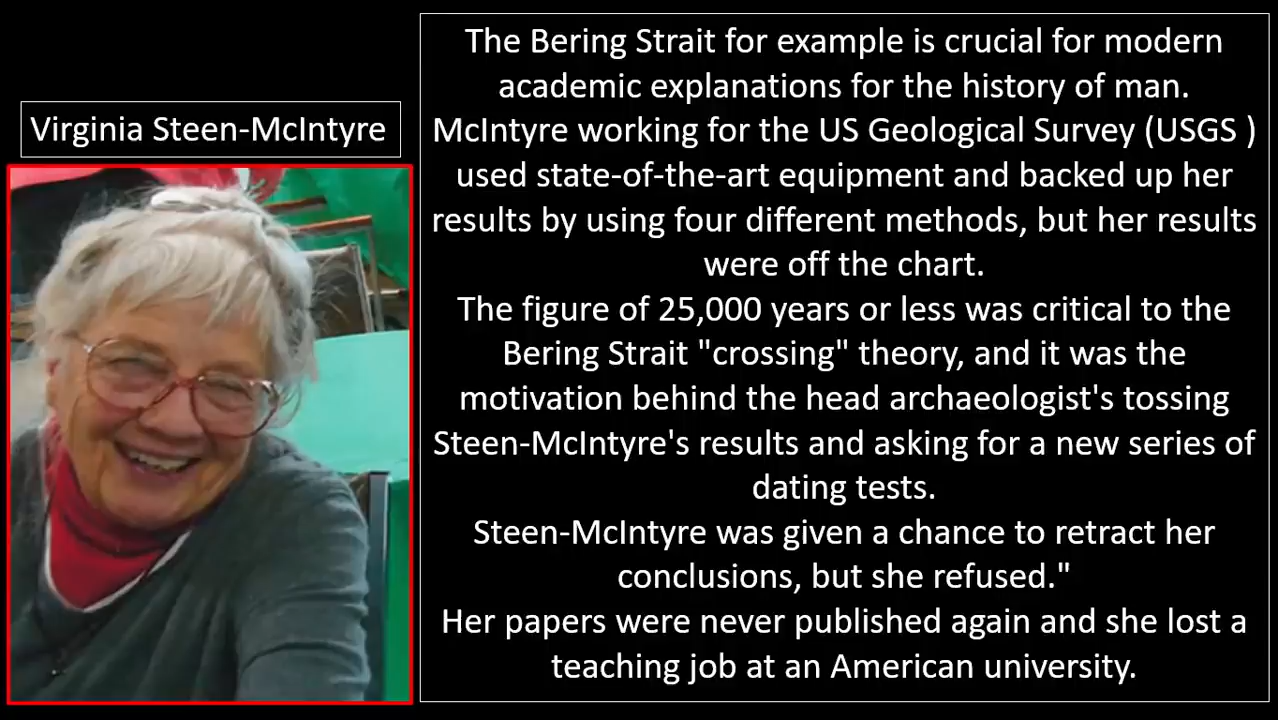 Virginia Steen-McIntyre
The Bering Strait for example is crucial for modern
academic explanations for the history of man.
McIntyre working for the US Geological Survey (USGS )
used state-of-the-art equipment and backed up her
results by using four different methods, but her results
were off the chart.
The figure of 25,000 years or less was critical to the
Bering Strait "crossing" theory, and it was the
motivation behind the head archaeologist's tossing
Steen-McIntyre's results and asking for a new series of
dating tests.
Steen-McIntyre was given a chance to retract her
conclusions, but she refused."
Her papers were never published again and she lost a
teaching job at an American university.